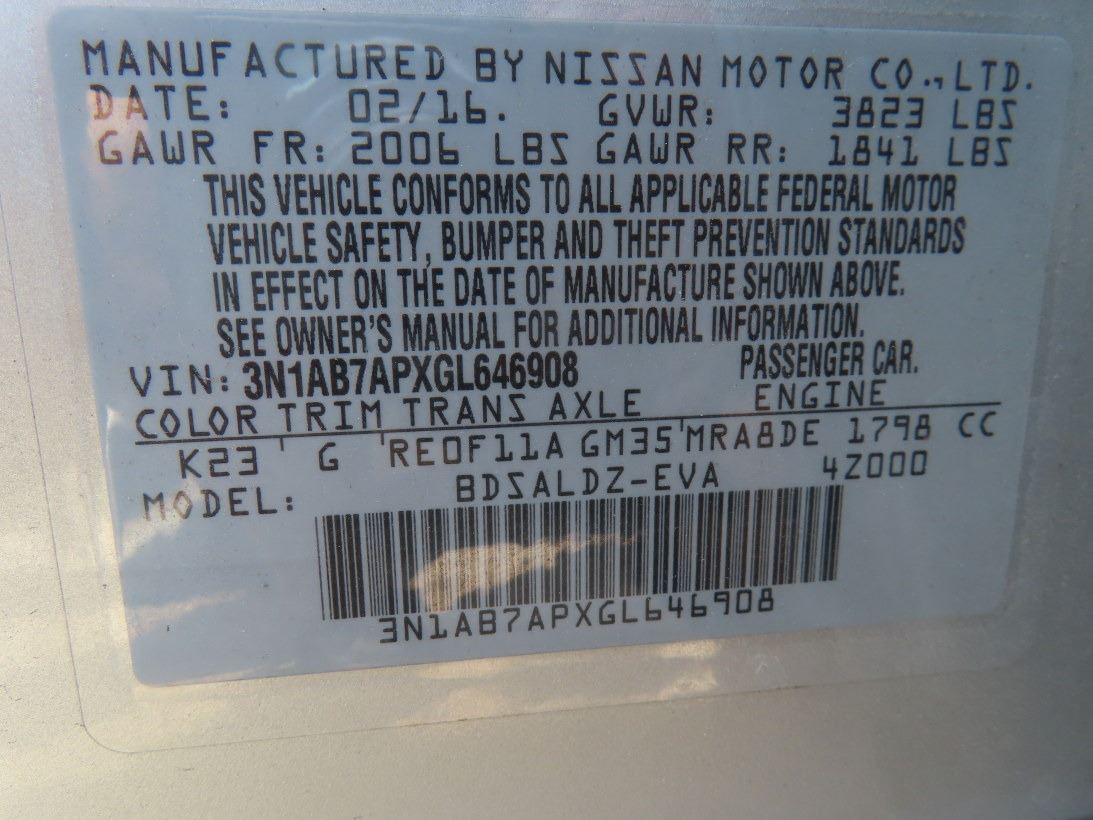 MANUFACTURED BY NISSAN MOTOR CO., LTD.
DATE: 02/16. GVWR: 3823 LBS
GAWR FR: 2006 LBS GAWR RR: 1841 LBS
THIS VEHICLE CONFORMS TO ALL APPLICABLE FEDERAL MOTOR
VEHICLE SAFETY, BUMPER AND THEFT PREVENTION STANDARDS
IN EFFECT ON THE DATE OF MANUFACTURE SHOWN ABOVE.
SEE OWNER'S MANUAL FOR ADDITIONAL INFORMATION.
VIN: 3N1AB7APXGL646908 PASSENGER CAR.
COLOR TRIM TRANS AXLE ENGINE
K23 G RE0F11A GM35 MRA8DE 1798 CC
MODEL: BDSALDZ-EVA 4Z000
3N1AB7APXGL646908